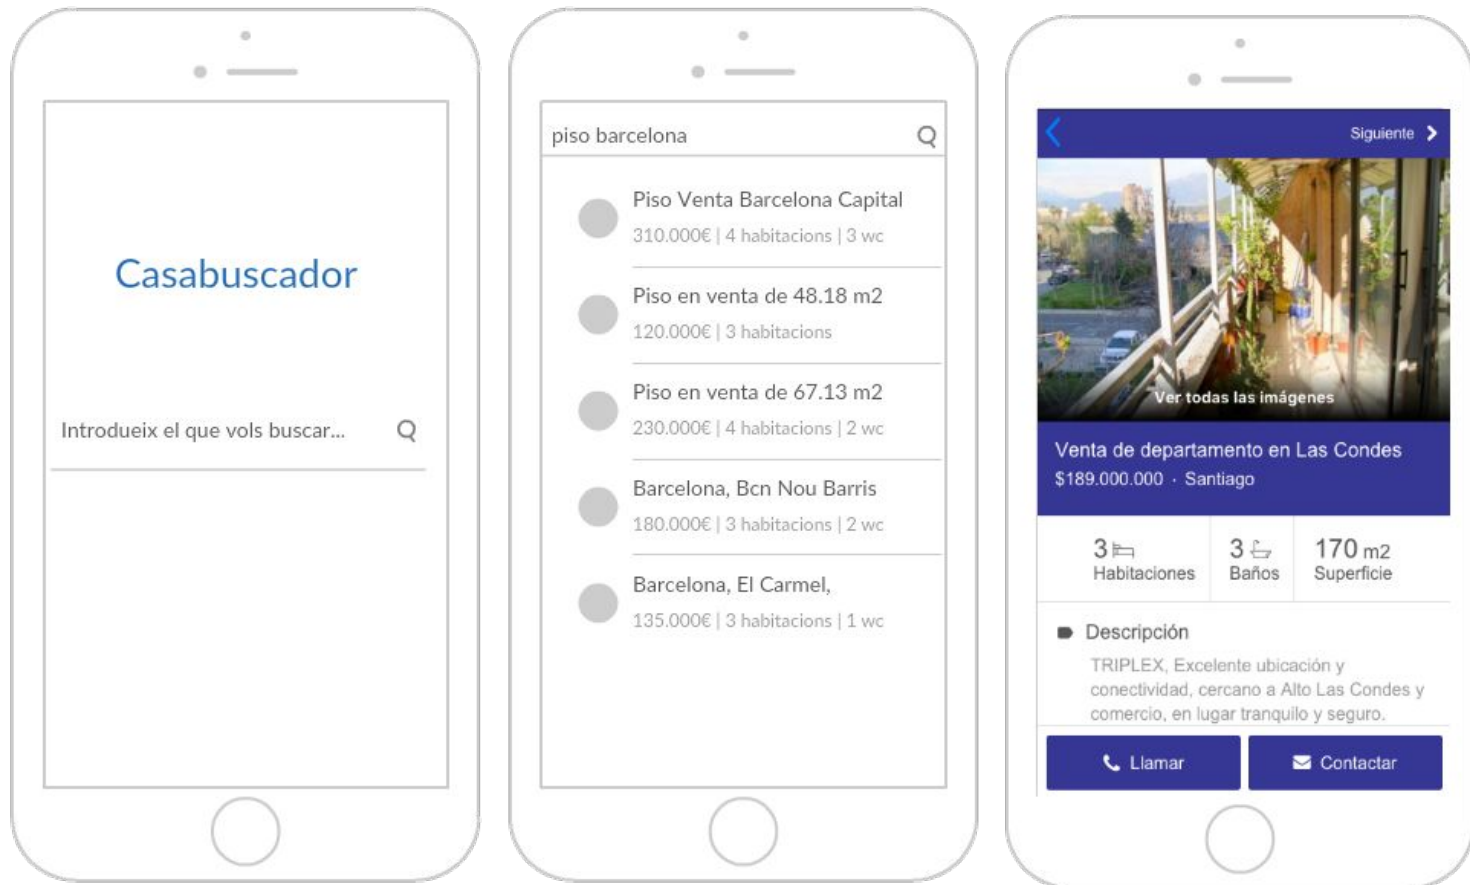 Casabuscador
Introdueix el que vols buscar...
piso barcelona
Piso Venta Barcelona Capital
310.000€ | 4 habitacions | 3 wc
Piso en venta de 48.18 m2
120.000€ | 3 habitacions
Piso en venta de 67.13 m2
230.000€ | 4 habitacions | 2 wc
Barcelona, Bcn Nou Barris
180.000€ | 3 habitacions | 2 wc
Barcelona, El Carmel,
135.000€ | 3 habitacions | 1 wc
Siguiente
Ver todas las imágenes
Venta de departamento en Las Condes
$189.000.000 · Santiago
3 3 170 m2
Habitaciones Baños Superficie
Descripción
TRIPLEX, Excelente ubicación y
conectividad, cercano a Alto Las Condes y
comercio, en lugar tranquilo y seguro.
Llamar Contactar